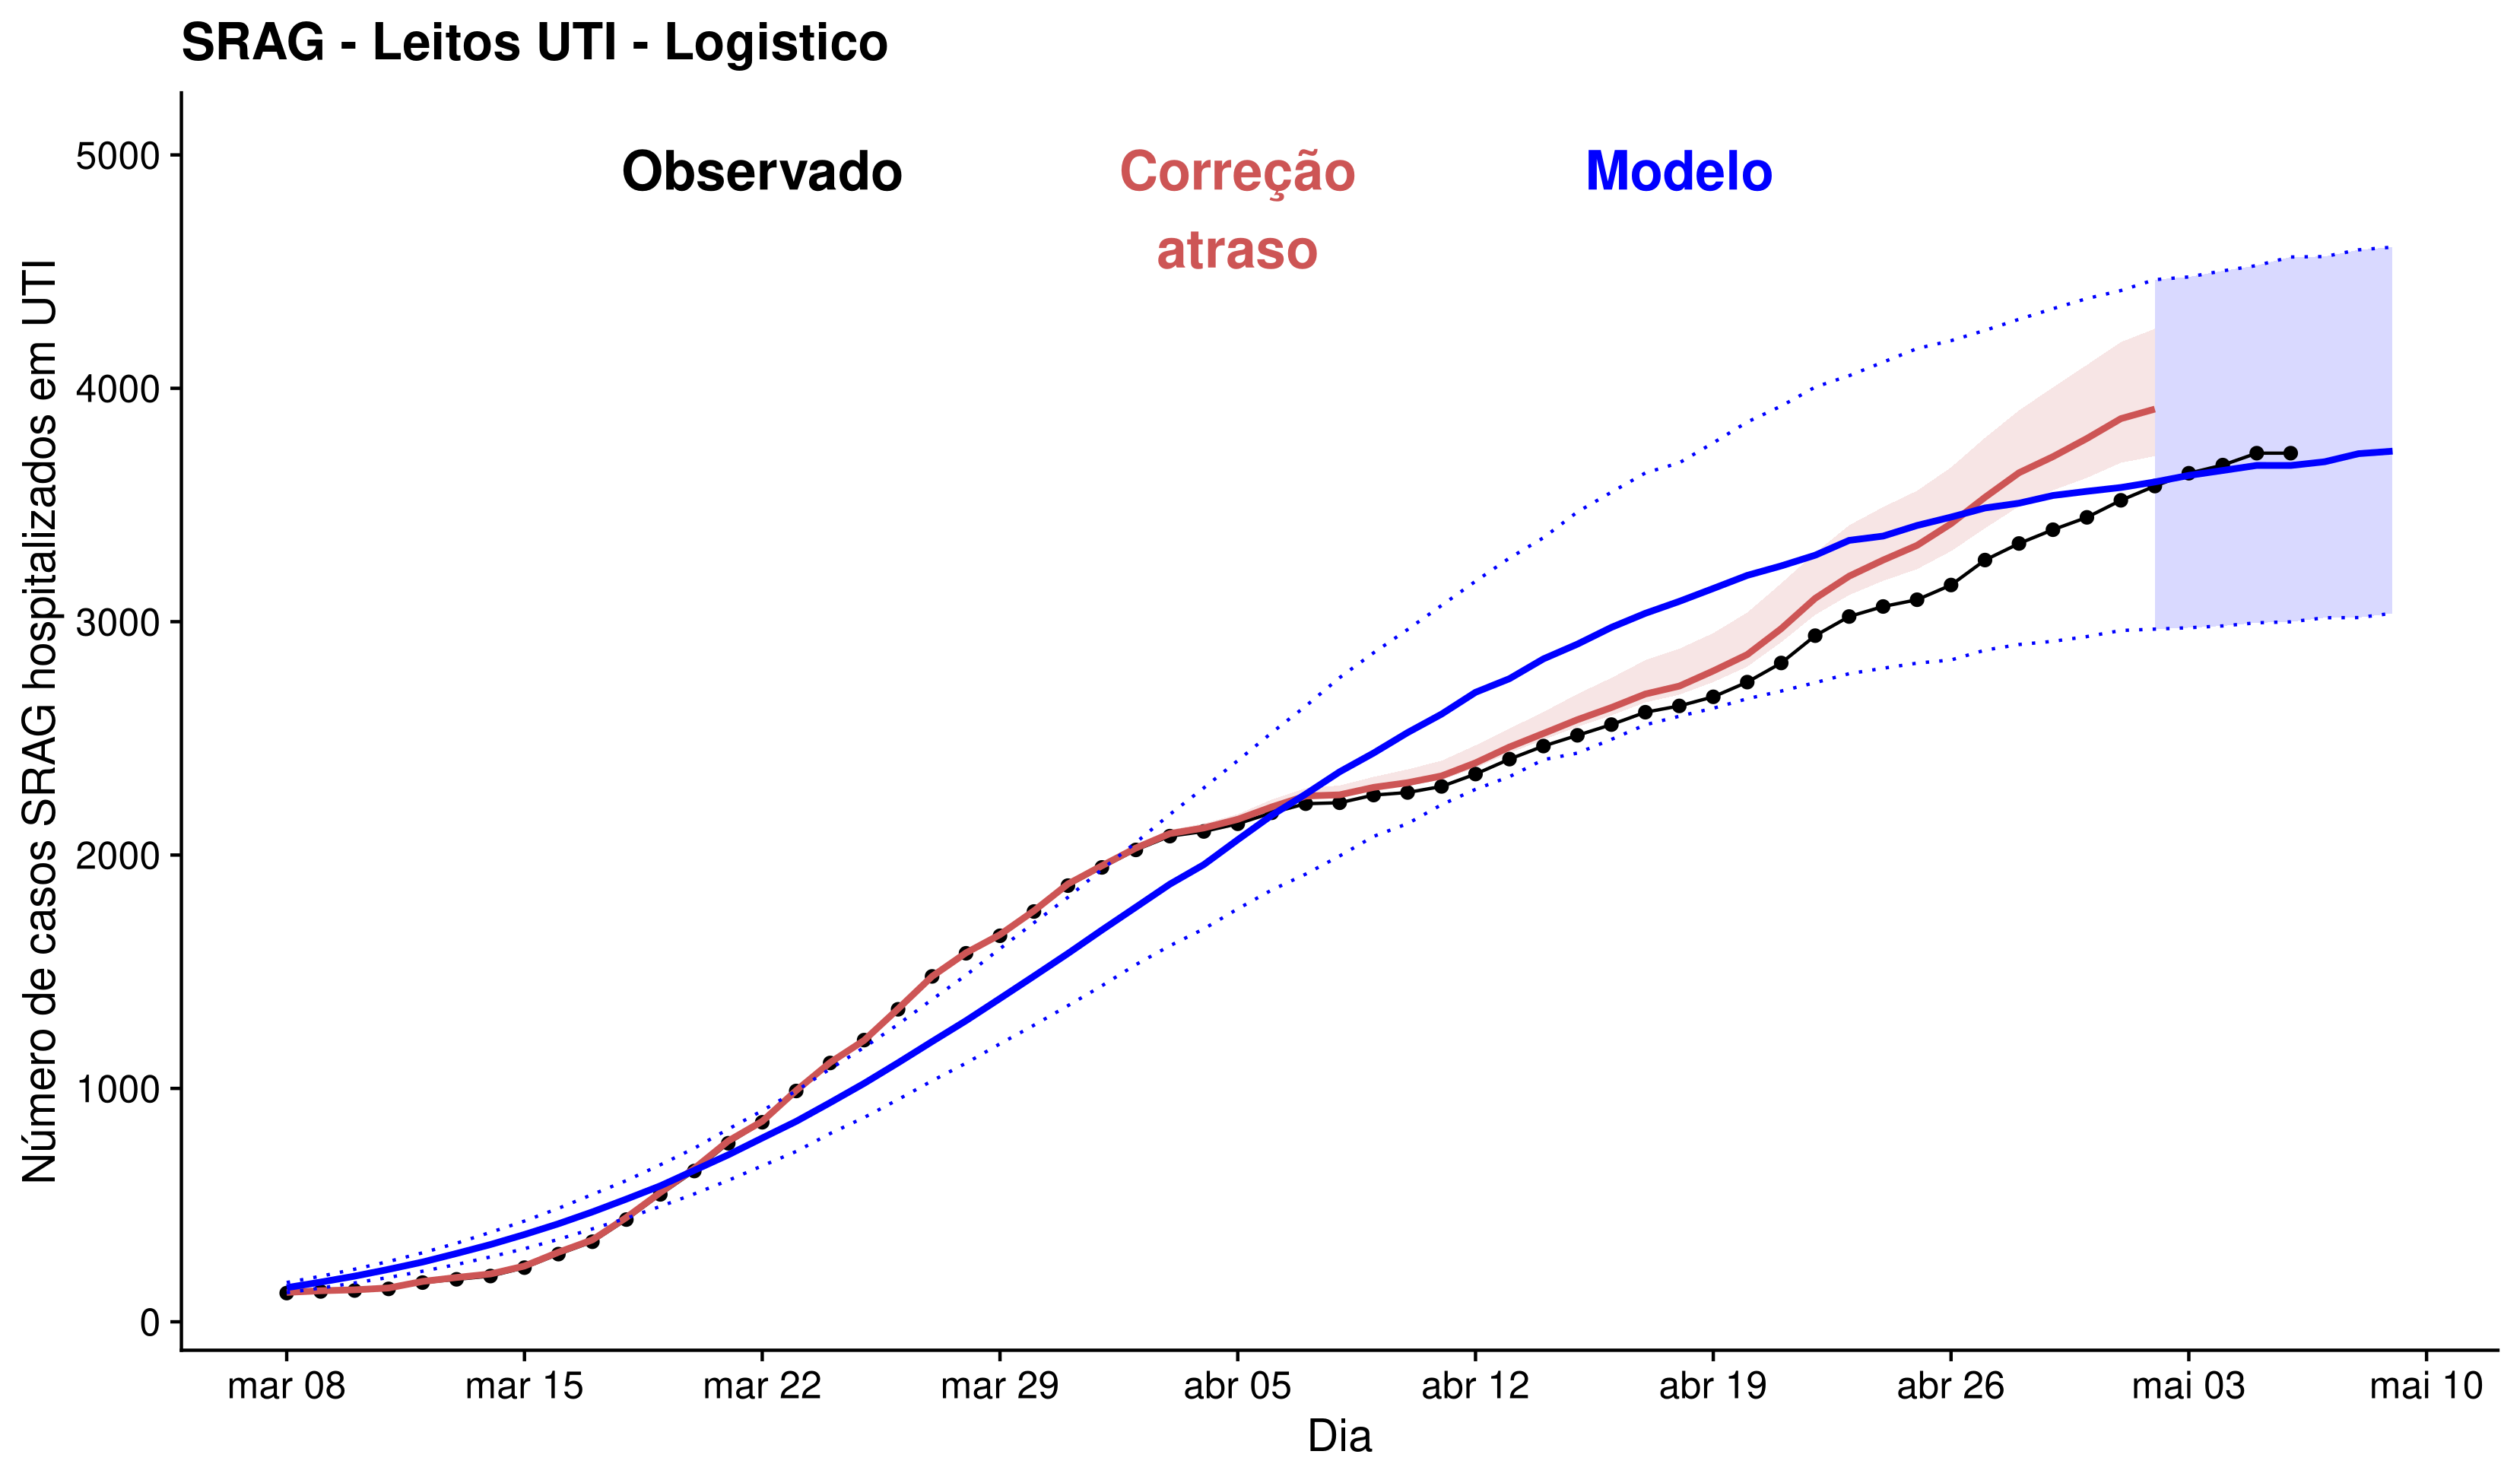 SRAG - Leitos UTI - Logistico
Observado
Correção
atraso
Modelo
Número de casos SRAG hospitalizados em UTI
5000
4000
3000
2000
1000
0
mar 08
mar 15
mar 22
mar 29
abr 05
abr 12
abr 19
abr 26
mai 03
mai 10
Dia